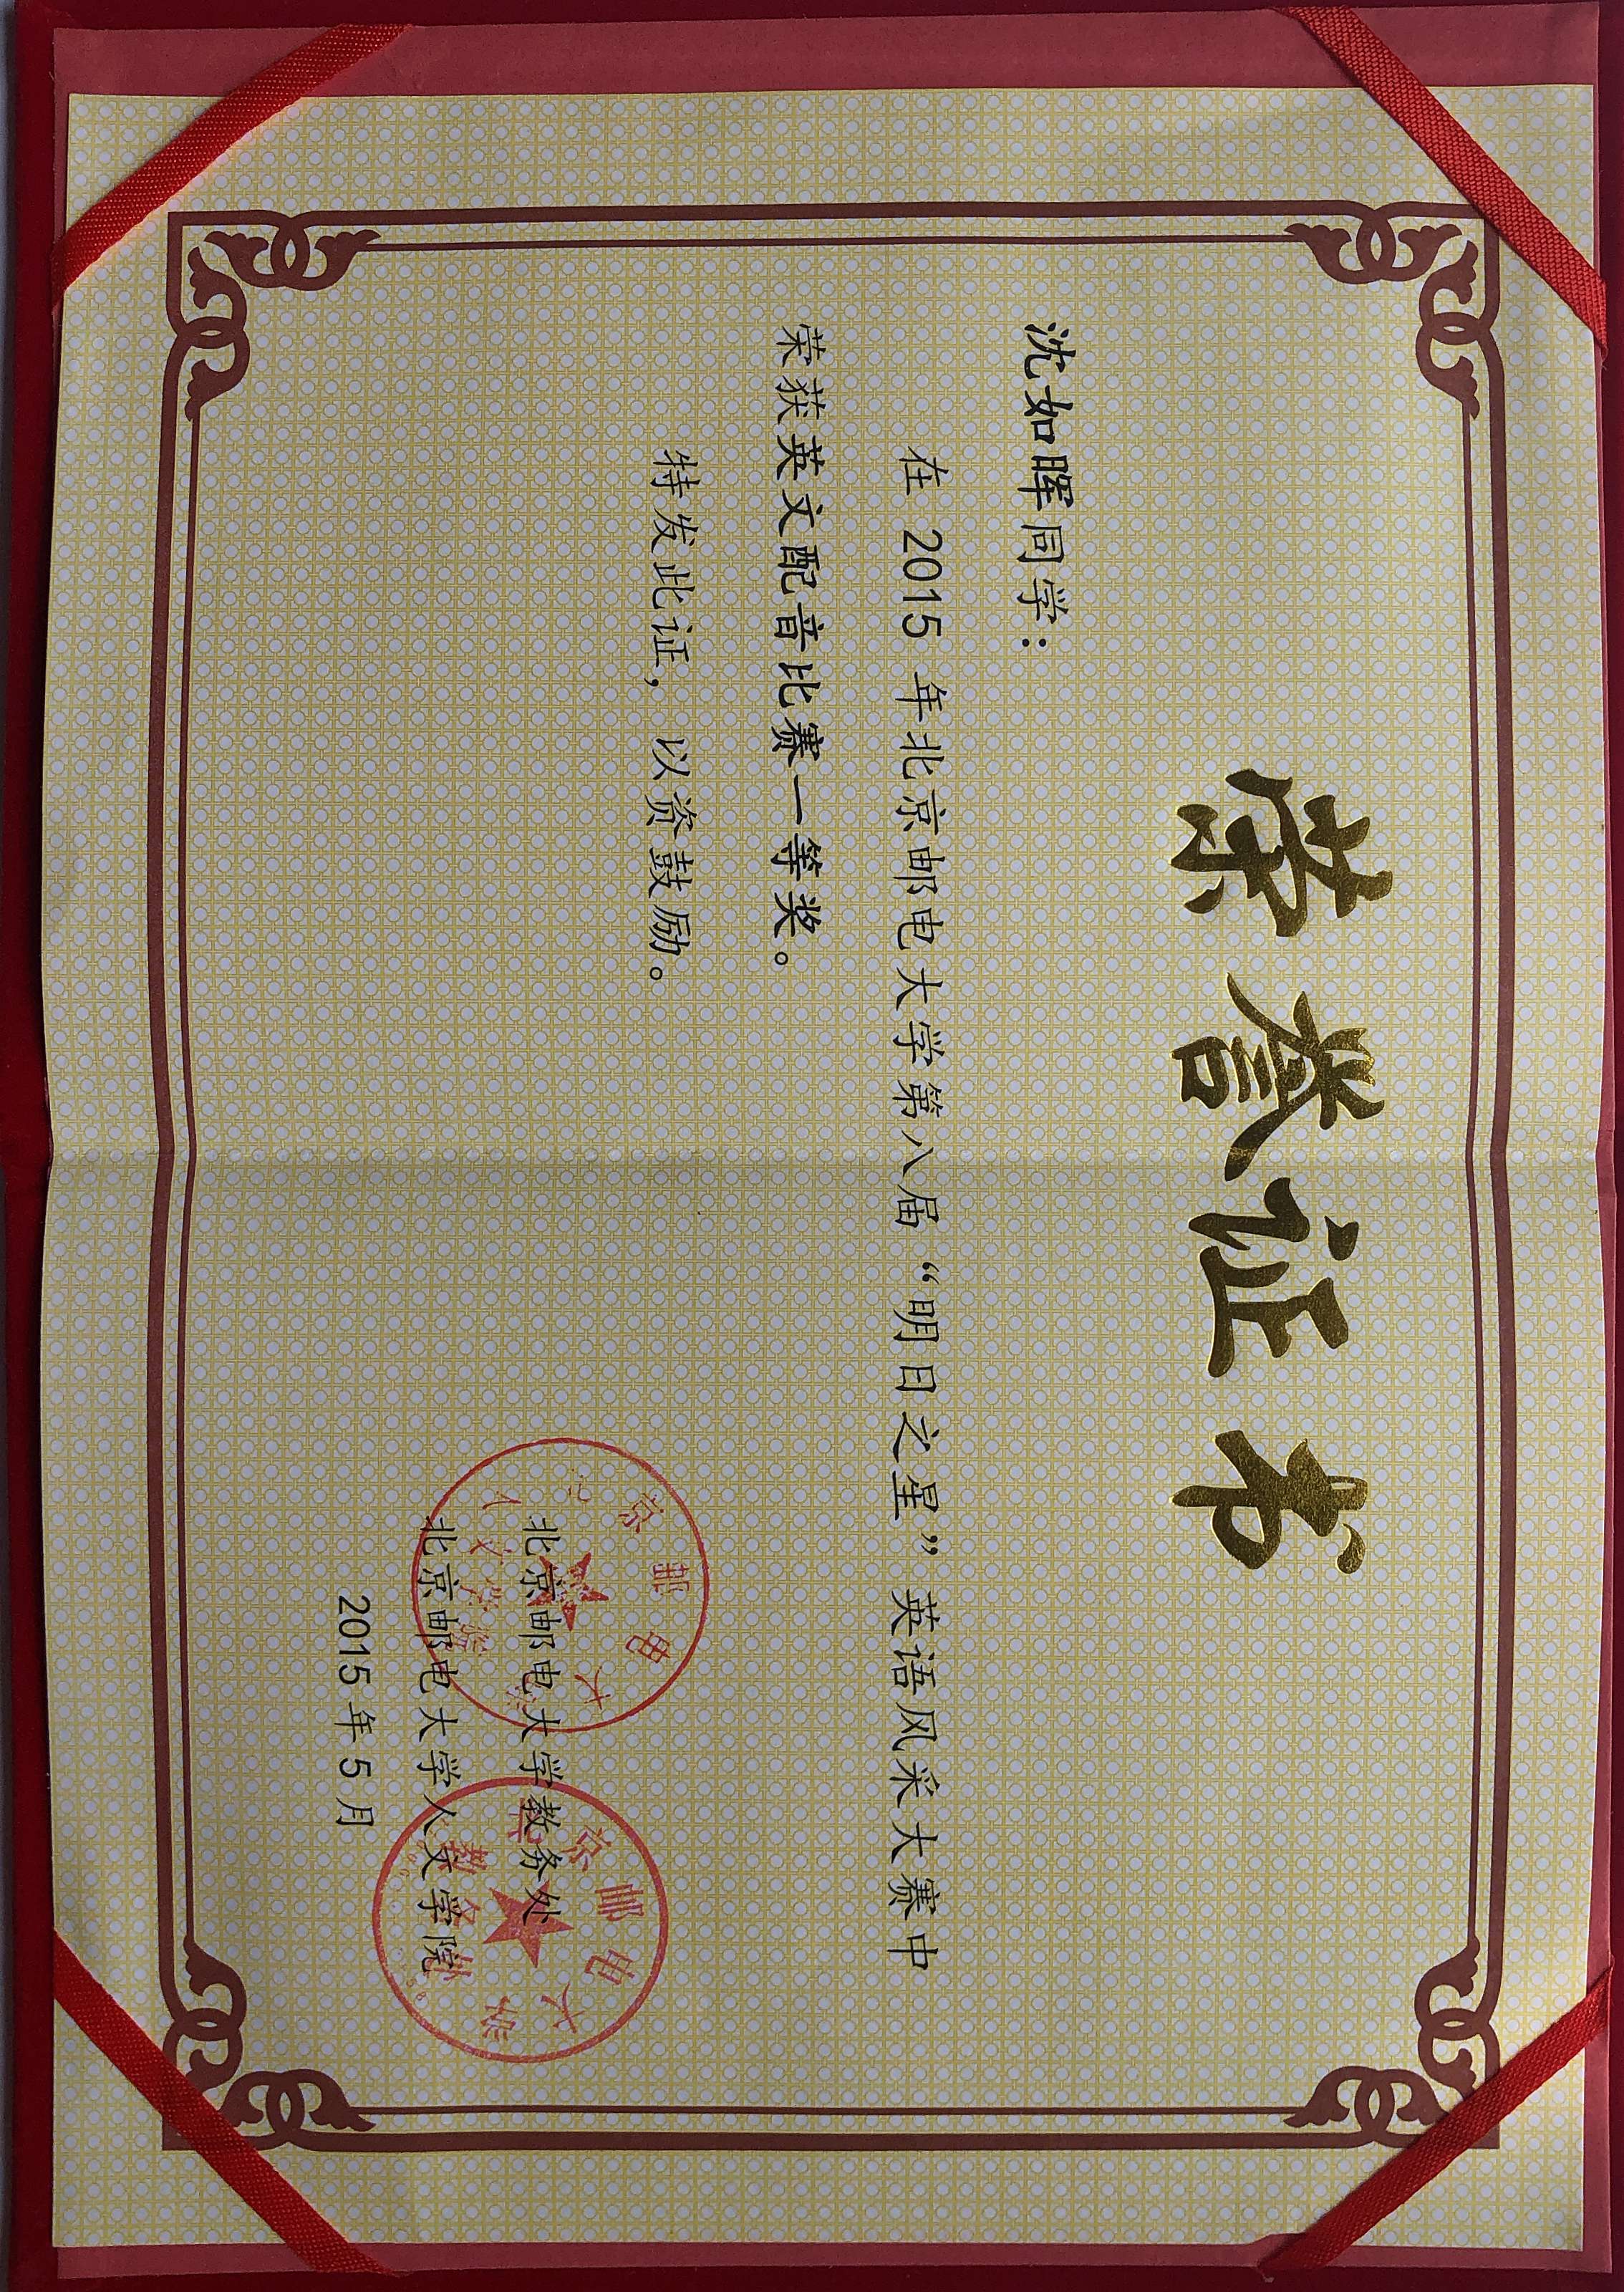 荣誉证书
沈如晖同学：
在 2015 年北京邮电大学第八届“明日之星”英语风采大赛中
荣获英文配音比赛一等奖。
特发此证，以资鼓励。
北京邮电大学教务处
北京邮电大学人文学院
2015 年 5 月
北京邮电大学
人文学院
北京邮电大学
教务处